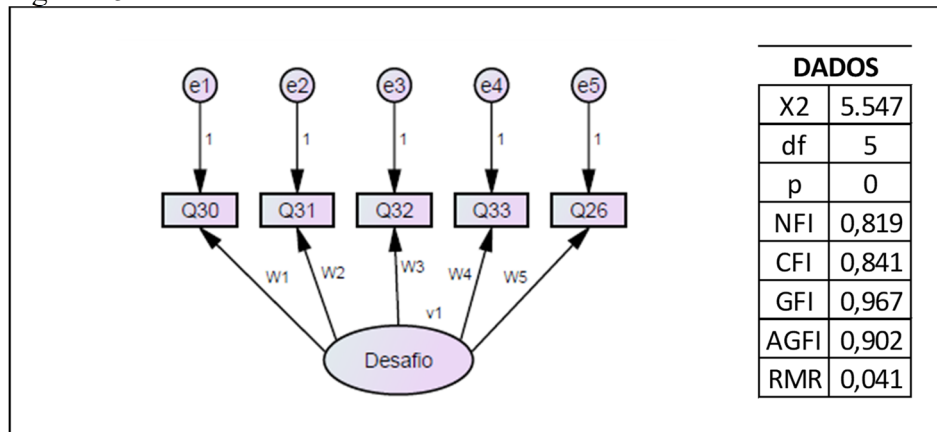 e1 e2 e3 e4 e5
1 1 1 1 1
Q30 Q31 Q32 Q33 Q26
W1 W2 W3 W4 W5
v1
Desafio
DADOS
X2 5.547
df 5
p 0
NFI 0,819
CFI 0,841
GFI 0,967
AGFI 0,902
RMR 0,041